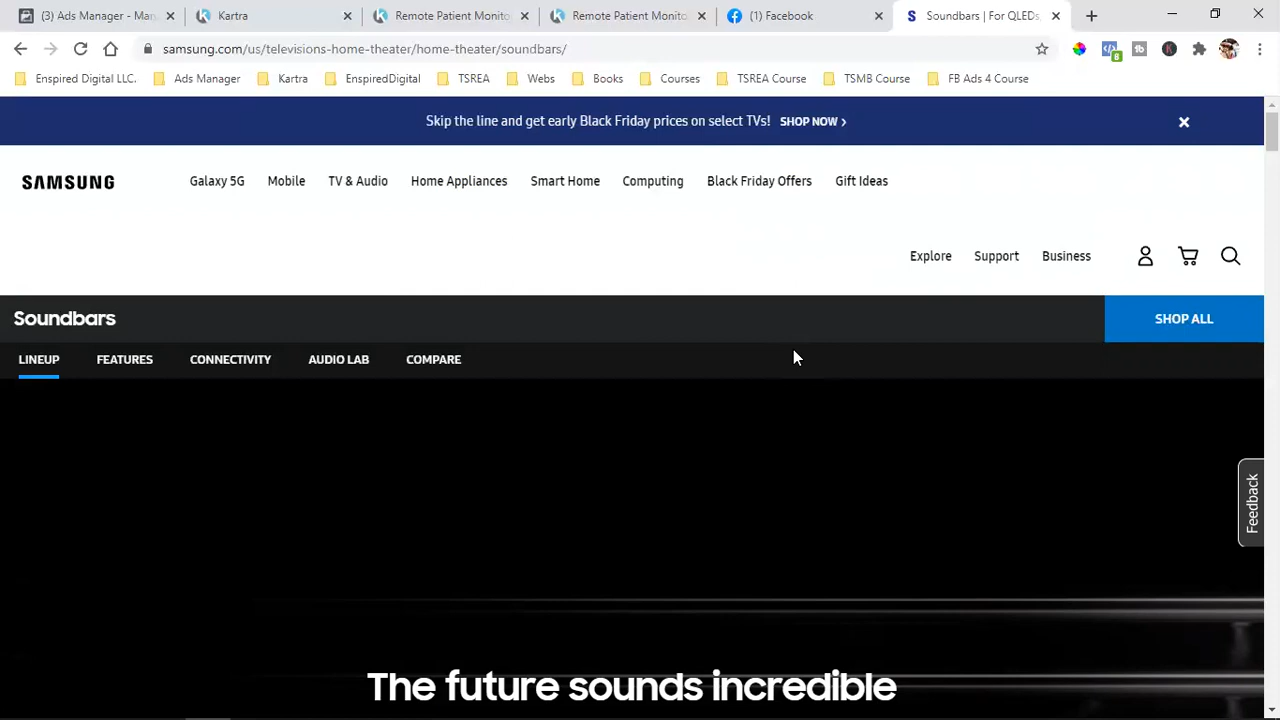 (3) Ads Manager - Man
Kartra
Remote Patient Monito
Remote Patient Monito
(1) Facebook
Soundbars | For QLEDs,
samsung.com/us/televisions-home-theater/home-theater/soundbars/
8
Enspired Digital LLC.
Ads Manager
Kartra
EnspiredDigital
TSREA
Webs
Books
Courses
TSREA Course
TSMB Course
FB Ads 4 Course
Skip the line and get early Black Friday prices on select TVs! SHOP NOW >
SAMSUNG
Galaxy 5G
Mobile
TV & Audio
Home Appliances
Smart Home
Computing
Black Friday Offers
Gift Ideas
Explore
Support
Business
Soundbars
SHOP ALL
LINEUP
FEATURES
CONNECTIVITY
AUDIO LAB
COMPARE
Feedback
The future sounds incredible